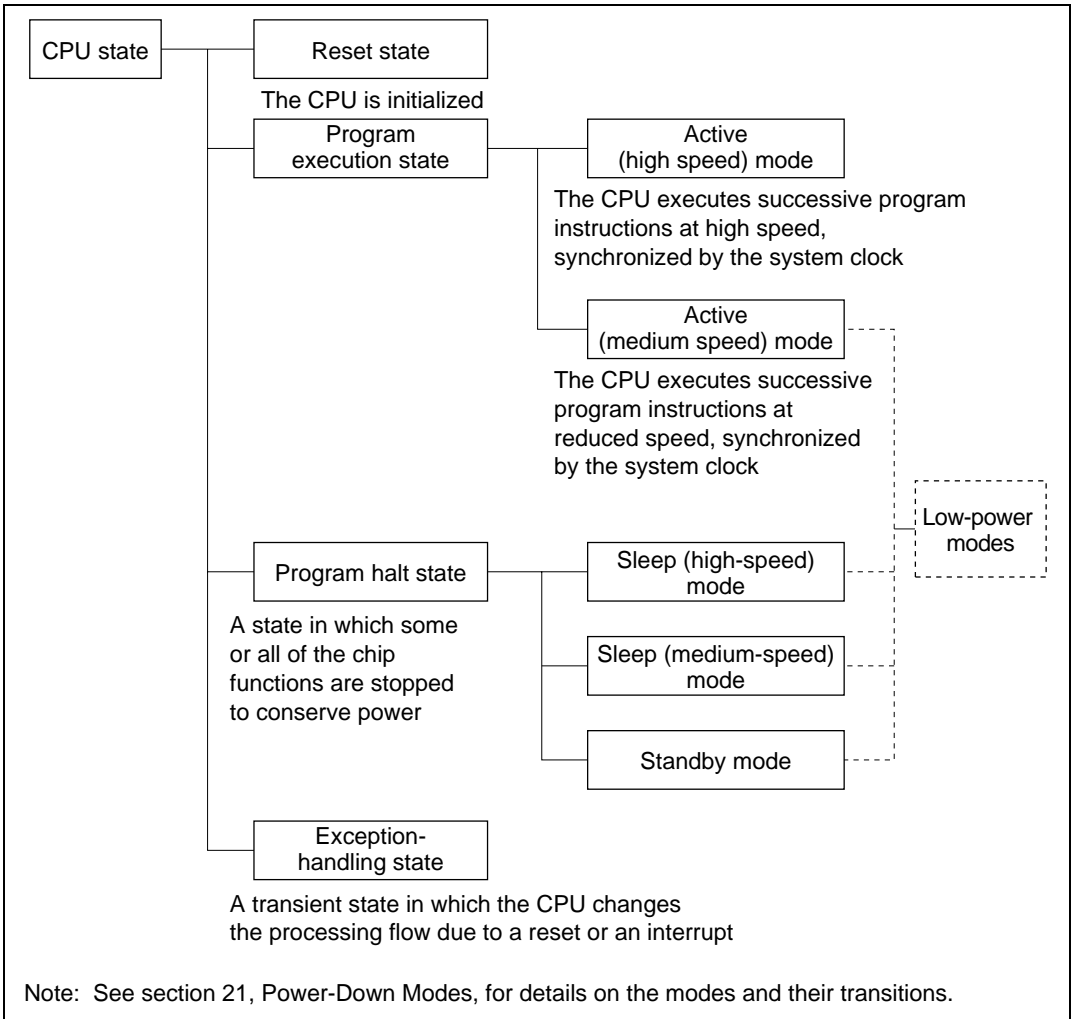 CPU state
Reset state
The CPU is initialized
Program
execution state
Active
(high speed) mode
The CPU executes successive program
instructions at high speed,
synchronized by the system clock
Active
(medium speed) mode
The CPU executes successive
program instructions at
reduced speed, synchronized
by the system clock
Low-power
modes
Program halt state
A state in which some
or all of the chip
functions are stopped
to conserve power
Sleep (high-speed)
mode
Sleep (medium-speed)
mode
Standby mode
Exception-
handling state
A transient state in which the CPU changes
the processing flow due to a reset or an interrupt
Note: See section 21, Power-Down Modes, for details on the modes and their transitions.